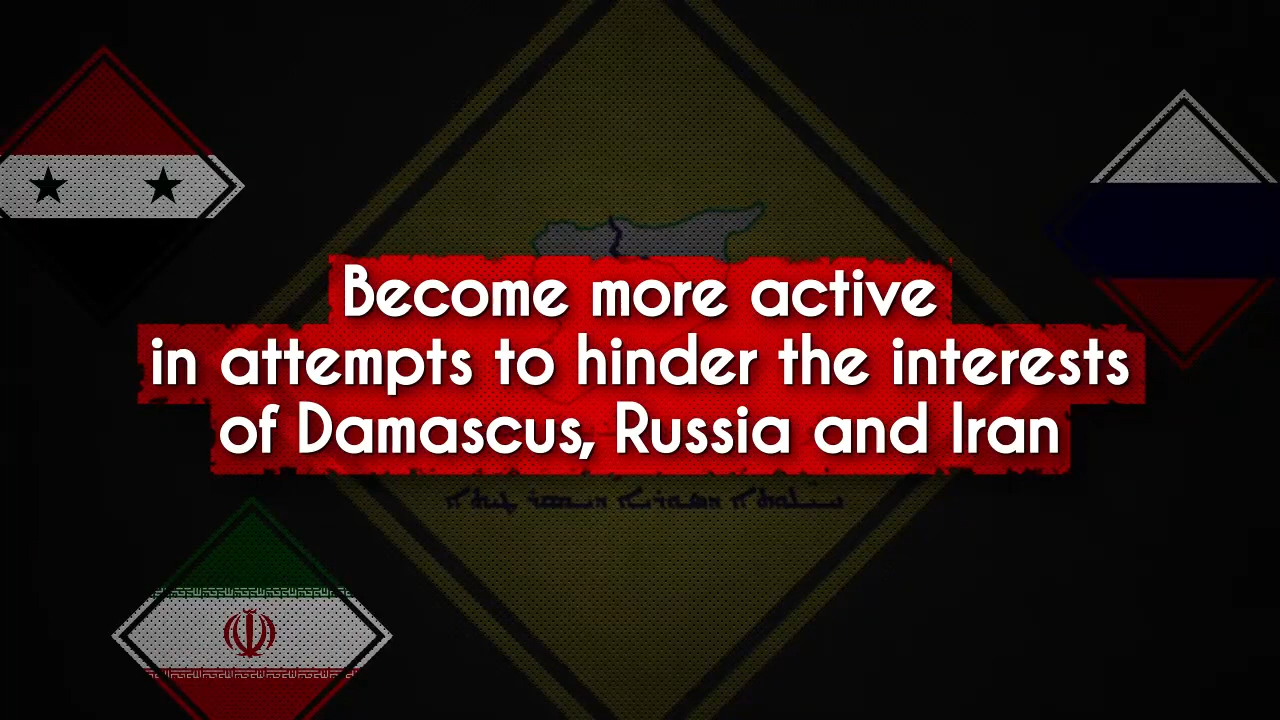 Become more active
in attempts to hinder the interests
of Damascus, Russia and Iran